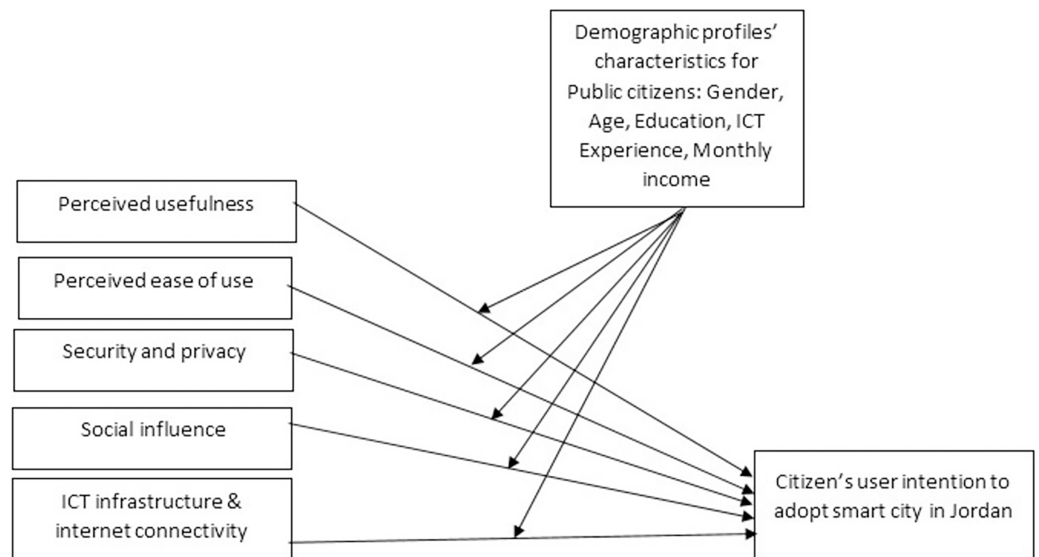 Demographic profiles’
characteristics for
Public citizens: Gender,
Age, Education, ICT
Experience, Monthly
income
Perceived usefulness
Perceived ease of use
Security and privacy
Social influence
ICT infrastructure &
internet connectivity
Citizen’s user intention to
adopt smart city in Jordan